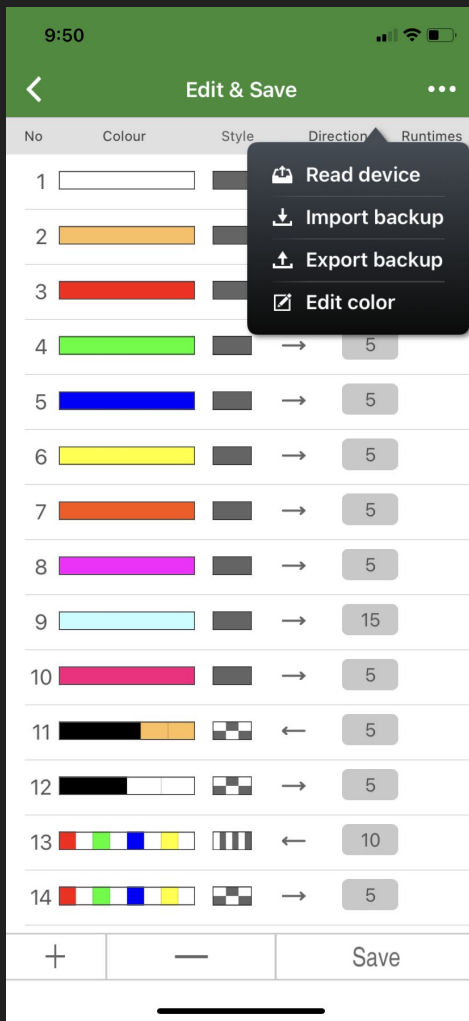 9:50
Edit & Save
No Colour Style Direction Runtimes
Read device
Import backup
Export backup
Edit color
1
2
3
4 → 5
5 → 5
6 → 5
7 → 5
8 → 5
9 → 15
10 → 5
11 ← 5
12 → 5
13 ← 10
14 → 5
+ — Save